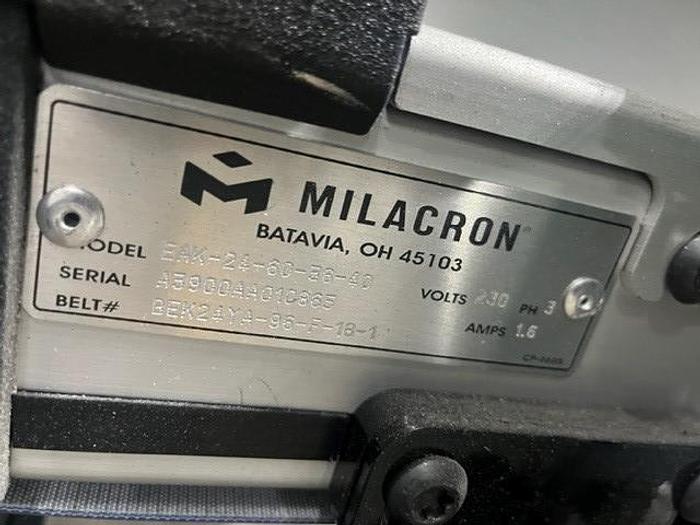 MILACRON
BATAVIA, OH 45103
MODEL EAK-24-60-96-40
SERIAL A5900AA010865
BELT# BEK24YA-96-F-18-1
VOLTS 230 PH 3
AMPS 1.6